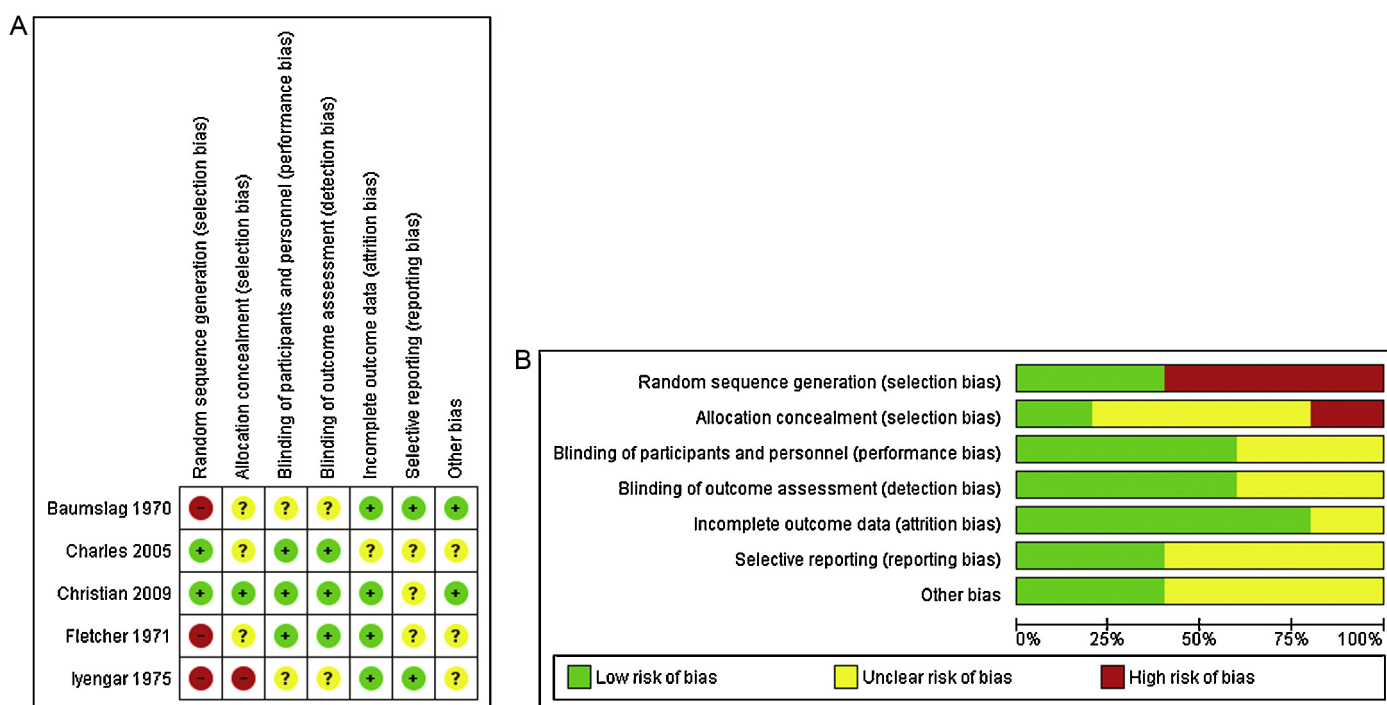 A
Random sequence generation (selection bias)
Allocation concealment (selection bias)
Blinding of participants and personnel (performance bias)
Blinding of outcome assessment (detection bias)
Incomplete outcome data (attrition bias)
Selective reporting (reporting bias)
Other bias
Baumslag 1970 - ? ? ? + + +
Charles 2005 + ? + + ? ? ?
Christian 2009 + + + + + ? +
Fletcher 1971 - ? + + + ? ?
Iyengar 1975 - - ? ? + + ?
B
Random sequence generation (selection bias)
Allocation concealment (selection bias)
Blinding of participants and personnel (performance bias)
Blinding of outcome assessment (detection bias)
Incomplete outcome data (attrition bias)
Selective reporting (reporting bias)
Other bias
0% 25% 50% 75% 100%
Low risk of bias Unclear risk of bias High risk of bias